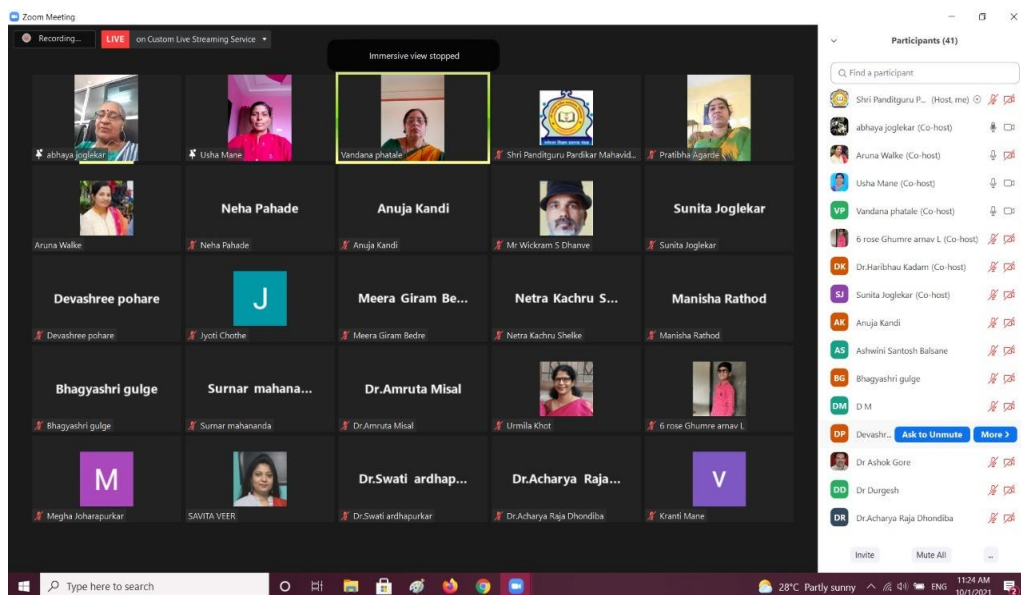 Zoom Meeting
Recording...
LIVE on Custom Live Streaming Service
Immersive view stopped
abhaya joglekar
Usha Mane
Vandana phatale
Shri Panditguru Pardikar Mahavid...
Pratibha Agarde
Aruna Walke
Neha Pahade
Neha Pahade
Anuja Kandi
Anuja Kandi
Mr Wickram S Dhanve
Sunita Joglekar
Sunita Joglekar
Devashree pohare
Devashree pohare
J
Jyoti Chothe
Meera Giram Be...
Meera Giram Bedre
Netra Kachru S...
Netra Kachru Shelke
Manisha Rathod
Manisha Rathod
Bhagyashri gulge
Bhagyashri gulge
Surnar mahana...
Surnar mahananda
Dr.Amruta Misal
Dr.Amruta Misal
Urmila Khot
6 rose Ghumre arnav L
M
Megha Joharapurkar
SAVITA VEER
Dr.Swati ardhap...
Dr.Swati ardhapurkar
Dr.Acharya Raja...
Dr.Acharya Raja Dhondiba
V
Kranti Mane
Participants (41)
Find a participant
Shri Panditguru P... (Host, me)
abhaya joglekar (Co-host)
Aruna Walke (Co-host)
Usha Mane (Co-host)
VP Vandana phatale (Co-host)
6 rose Ghumre arnav L (Co-host)
DK Dr.Haribhau Kadam (Co-host)
SJ Sunita Joglekar (Co-host)
AK Anuja Kandi
AS Ashwini Santosh Balsane
BG Bhagyashri gulge
DM D M
DP Devashr... Ask to Unmute More >
Dr Ashok Gore
DD Dr Durgesh
DR Dr.Acharya Raja Dhondiba
Invite Mute All ...
Type here to search
28°C Partly sunny ENG 11:24 AM
10/1/2021
2